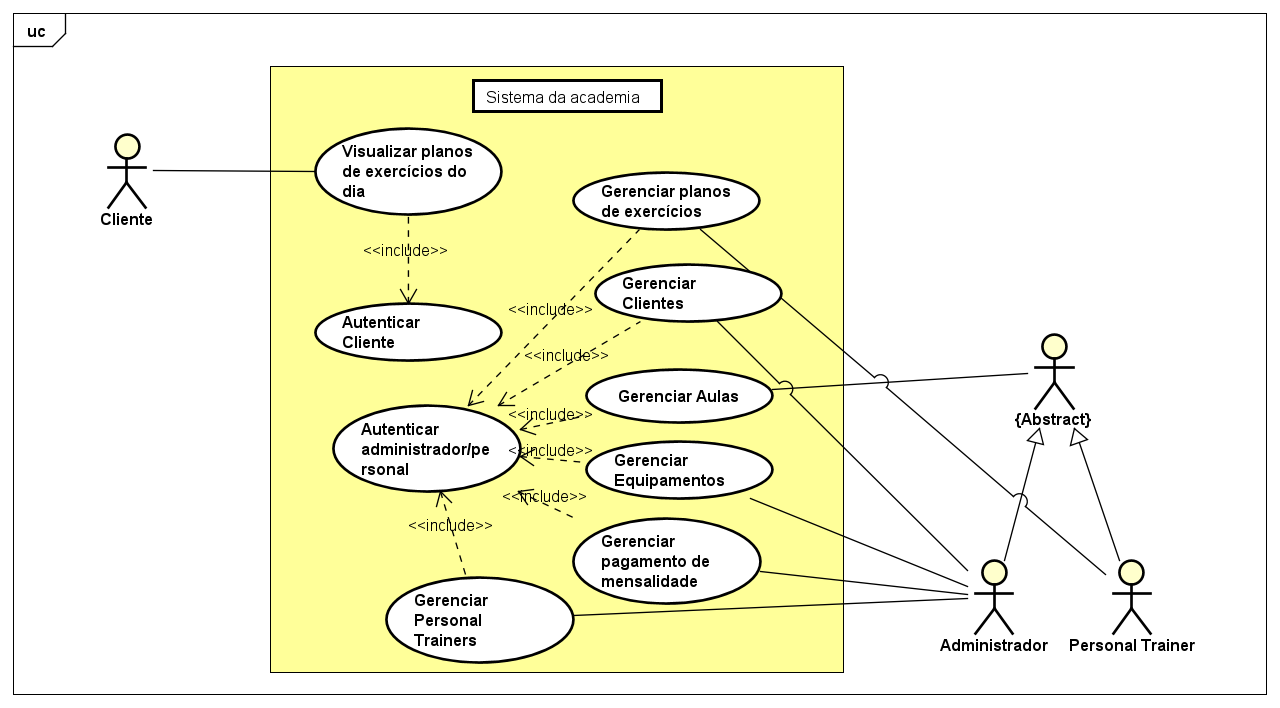 uc
Sistema da academia
Visualizar planos
de exercícios do
dia
Gerenciar planos
de exercícios
Cliente
<<include>>
Gerenciar
Clientes
<<include>>
Autenticar
Cliente
<<include>>
Gerenciar Aulas
{Abstract}
<<include>>
Autenticar
administrador/pe
rsonal
<<include>>
Gerenciar
Equipamentos
<<include>>
<<include>>
Gerenciar
pagamento de
mensalidade
Gerenciar
Personal
Trainers
Administrador
Personal Trainer